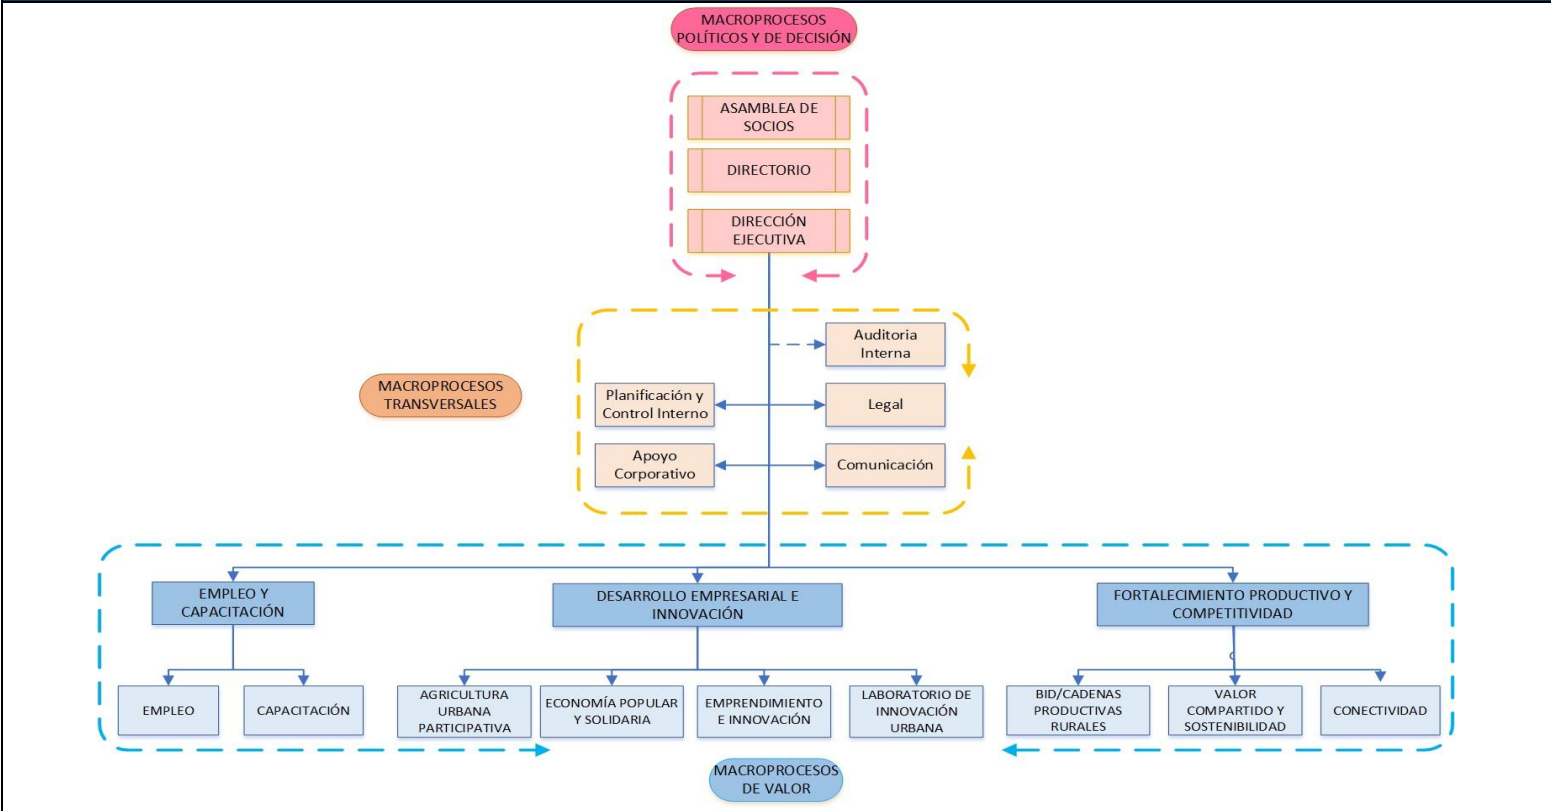 MACROPROCESOS
POLÍTICOS Y DE DECISIÓN
ASAMBLEA DE
SOCIOS
DIRECTORIO
DIRECCIÓN
EJECUTIVA
MACROPROCESOS
TRANSVERSALES
Auditoria
Interna
Planificación y
Control Interno
Legal
Apoyo
Corporativo
Comunicación
EMPLEO Y
CAPACITACIÓN
DESARROLLO EMPRESARIAL E
INNOVACIÓN
FORTALECIMIENTO PRODUCTIVO Y
COMPETITIVIDAD
EMPLEO
CAPACITACIÓN
AGRICULTURA
URBANA
PARTICIPATIVA
ECONOMÍA POPULAR
Y SOLIDARIA
EMPRENDIMIENTO
E INNOVACIÓN
LABORATORIO DE
INNOVACIÓN
URBANA
BID/CADENAS
PRODUCTIVAS
RURALES
VALOR
COMPARTIDO Y
SOSTENIBILIDAD
CONECTIVIDAD
MACROPROCESOS
DE VALOR